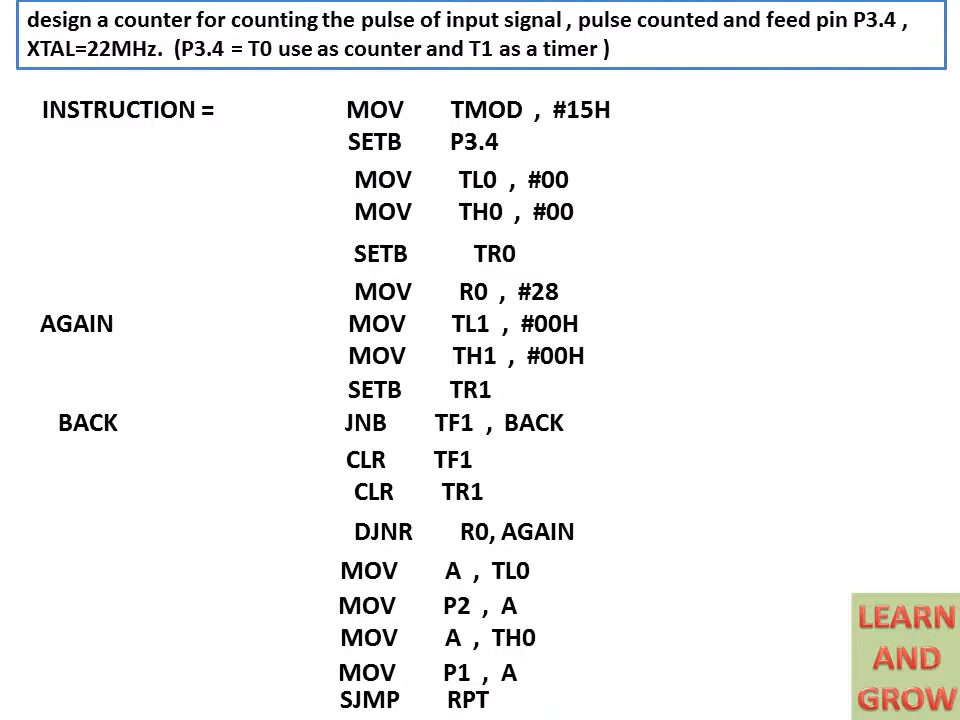 design a counter for counting the pulse of input signal , pulse counted and feed pin P3.4 ,
XTAL=22MHz. (P3.4 = T0 use as counter and T1 as a timer )
INSTRUCTION = MOV TMOD , #15H
SETB P3.4
MOV TL0 , #00
MOV TH0 , #00
SETB TR0
MOV R0 , #28
AGAIN MOV TL1 , #00H
MOV TH1 , #00H
SETB TR1
BACK JNB TF1 , BACK
CLR TF1
CLR TR1
DJNR R0, AGAIN
MOV A , TL0
MOV P2 , A
MOV A , TH0
MOV P1 , A
SJMP RPT
LEARN
AND
GROW